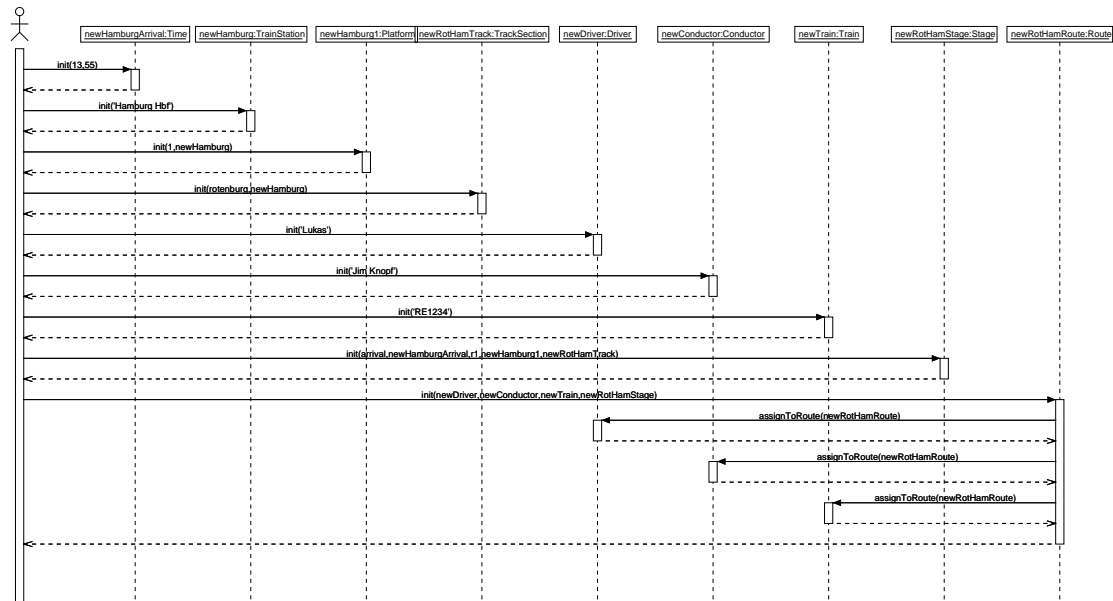 newHamburgArrival:Time
newHamburg:TrainStation
newHamburg1:Platform
newRotHamTrack:TrackSection
newDriver:Driver
newConductor:Conductor
newTrain:Train
newRotHamStage:Stage
newRotHamRoute:Route
init(13,55)
init('Hamburg Hbf')
init(1,newHamburg)
init(rotenburg,newHamburg)
init('Lukas')
init('Jim Knopf')
init('RE1234')
init(arrival,newHamburgArrival,r1,newHamburg1,newRotHamTrack)
init(newDriver,newConductor,newTrain,newRotHamStage)
assignToRoute(newRotHamRoute)
assignToRoute(newRotHamRoute)
assignToRoute(newRotHamRoute)